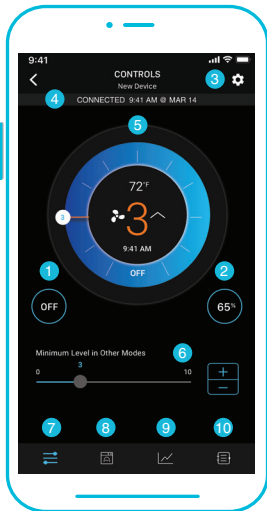 9:41
CONTROLS
New Device
3
4
CONNECTED 9:41 AM @ MAR 14
5
72°F
3
3
9:41 AM
OFF
1
2
OFF
65%
Minimum Level in Other Modes
6
3
0
10
+
−
7
8
9
10